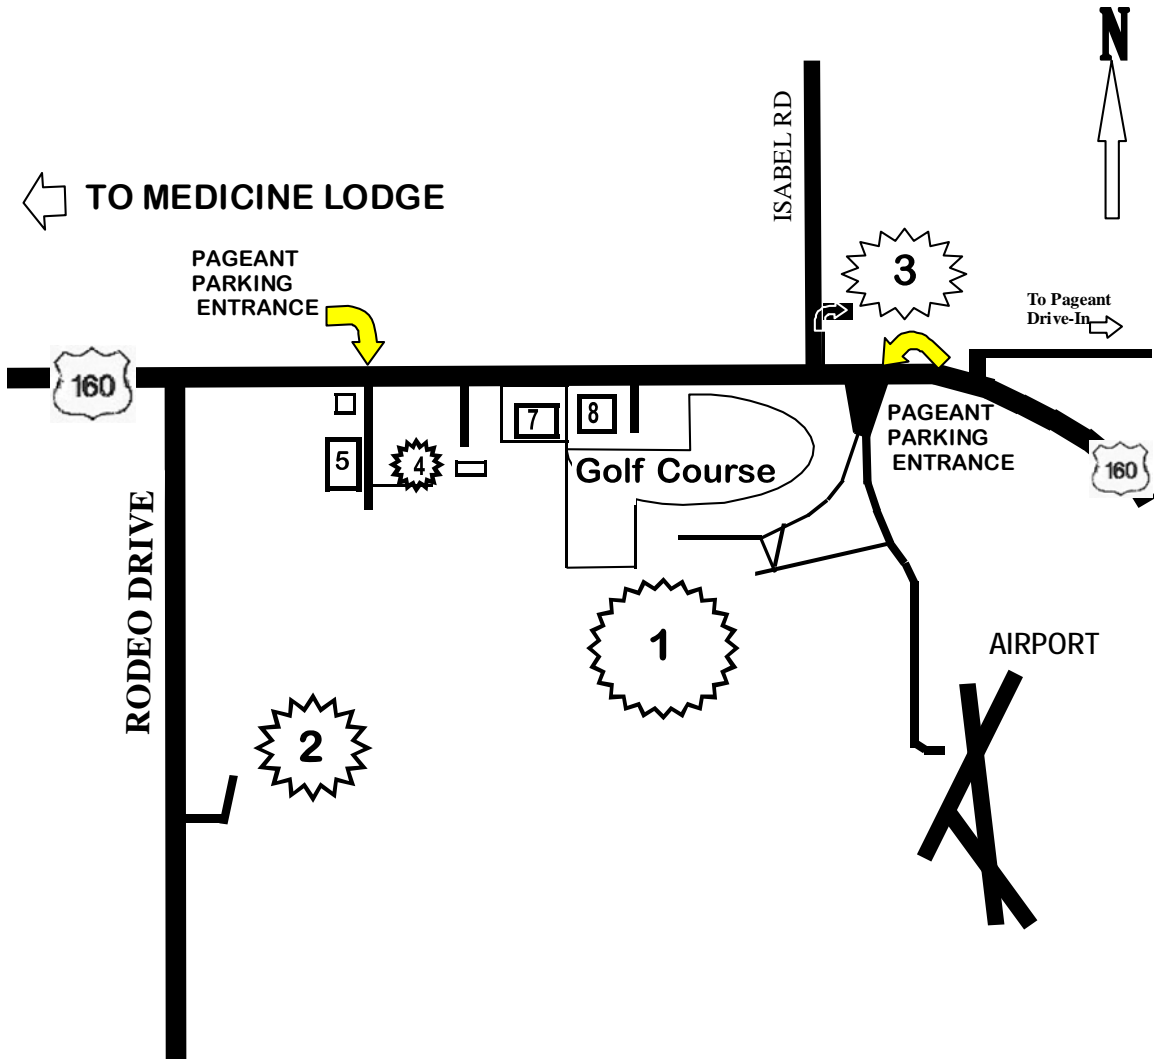 N
ISABEL RD
TO MEDICINE LODGE
PAGEANT
PARKING
ENTRANCE
3
To Pageant
Drive-In
160
7
8
PAGEANT
PARKING
ENTRANCE
5
4
Golf Course
160
RODEO DRIVE
1
AIRPORT
2